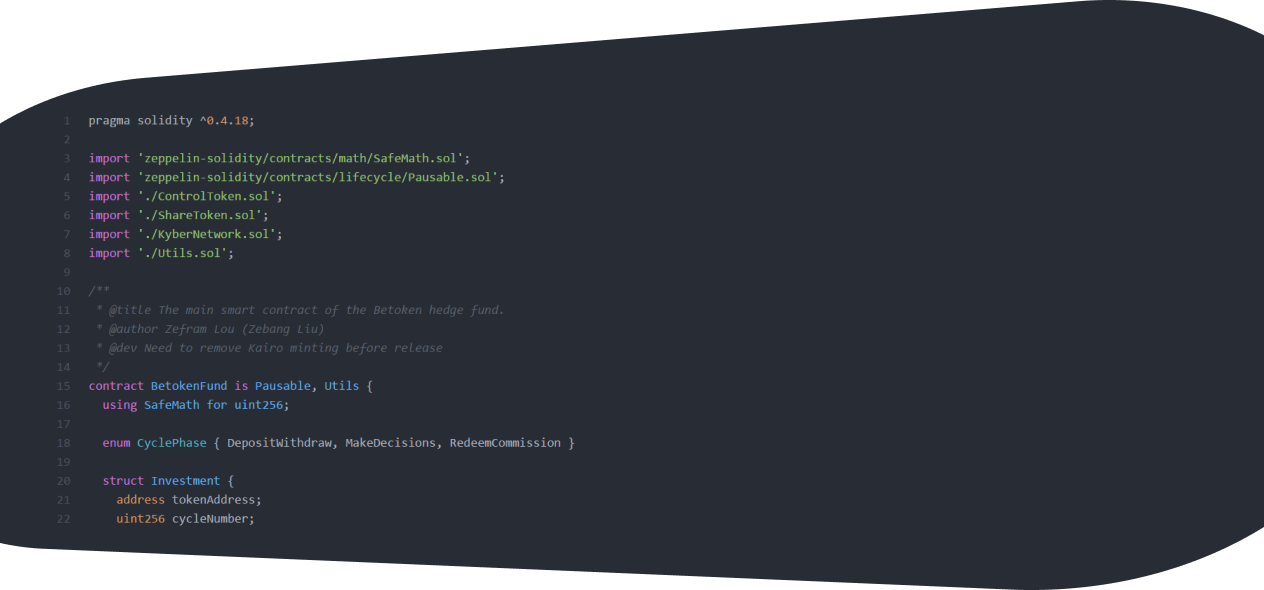 1 pragma solidity ^0.4.18;
2
3 import 'zeppelin-solidity/contracts/math/SafeMath.sol';
4 import 'zeppelin-solidity/contracts/lifecycle/Pausable.sol';
5 import './ControlToken.sol';
6 import './ShareToken.sol';
7 import './KyberNetwork.sol';
8 import './Utils.sol';
9
10 /**
11  * @title The main smart contract of the Betoken hedge fund.
12  * @author Zefram Lou (Zebang Liu)
13  * @dev Need to remove Kairo minting before release
14  */
15 contract BetokenFund is Pausable, Utils {
16   using SafeMath for uint256;
17
18   enum CyclePhase { DepositWithdraw, MakeDecisions, RedeemCommission }
19
20   struct Investment {
21     address tokenAddress;
22     uint256 cycleNumber;